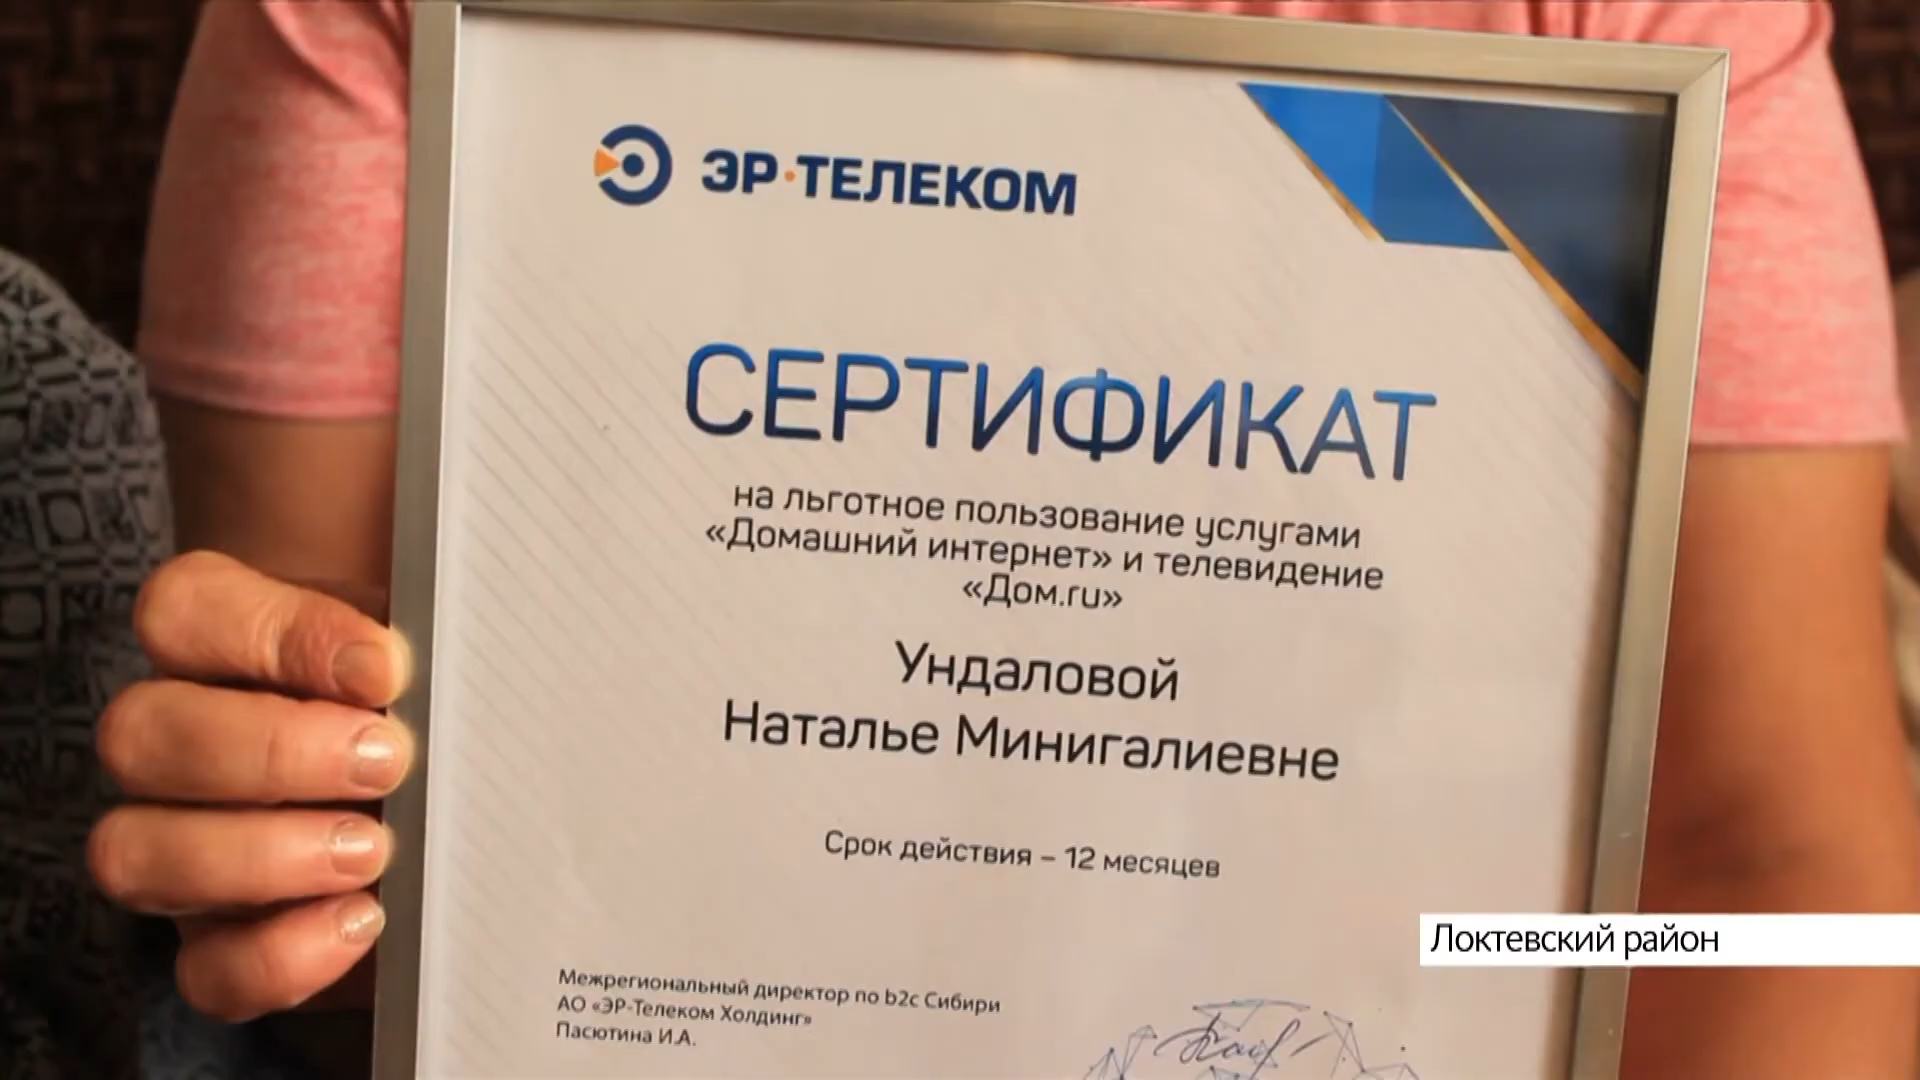 ЭР·ТЕЛЕКОМ
СЕРТИФИКАТ
на льготное пользование услугами
«Домашний интернет» и телевидение
«Дом.ru»
Ундаловой
Наталье Минигалиевне
Срок действия – 12 месяцев
Локтевский район
Межрегиональный директор по b2c Сибири
АО «ЭР-Телеком Холдинг»
Пасютина И.А.